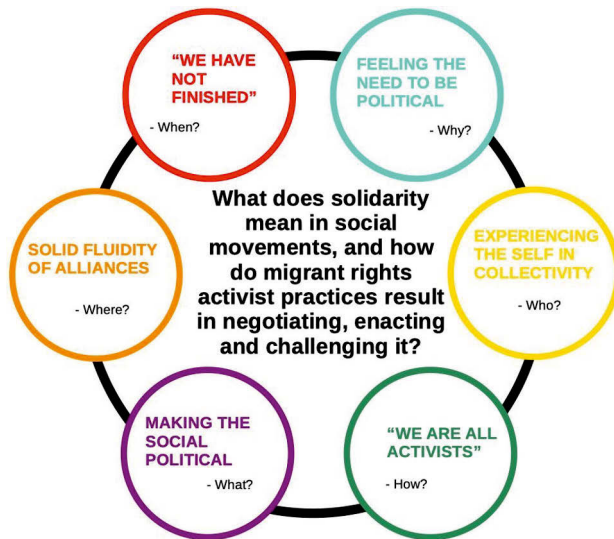 “WE HAVE
NOT
FINISHED”
- When?
FEELING THE
NEED TO BE
POLITICAL
- Why?
What does solidarity
mean in social
movements, and how
do migrant rights
activist practices result
in negotiating, enacting
and challenging it?
SOLID FLUIDITY
OF ALLIANCES
- Where?
EXPERIENCING
THE SELF IN
COLLECTIVITY
- Who?
MAKING THE
SOCIAL
POLITICAL
- What?
“WE ARE ALL
ACTIVISTS”
- How?